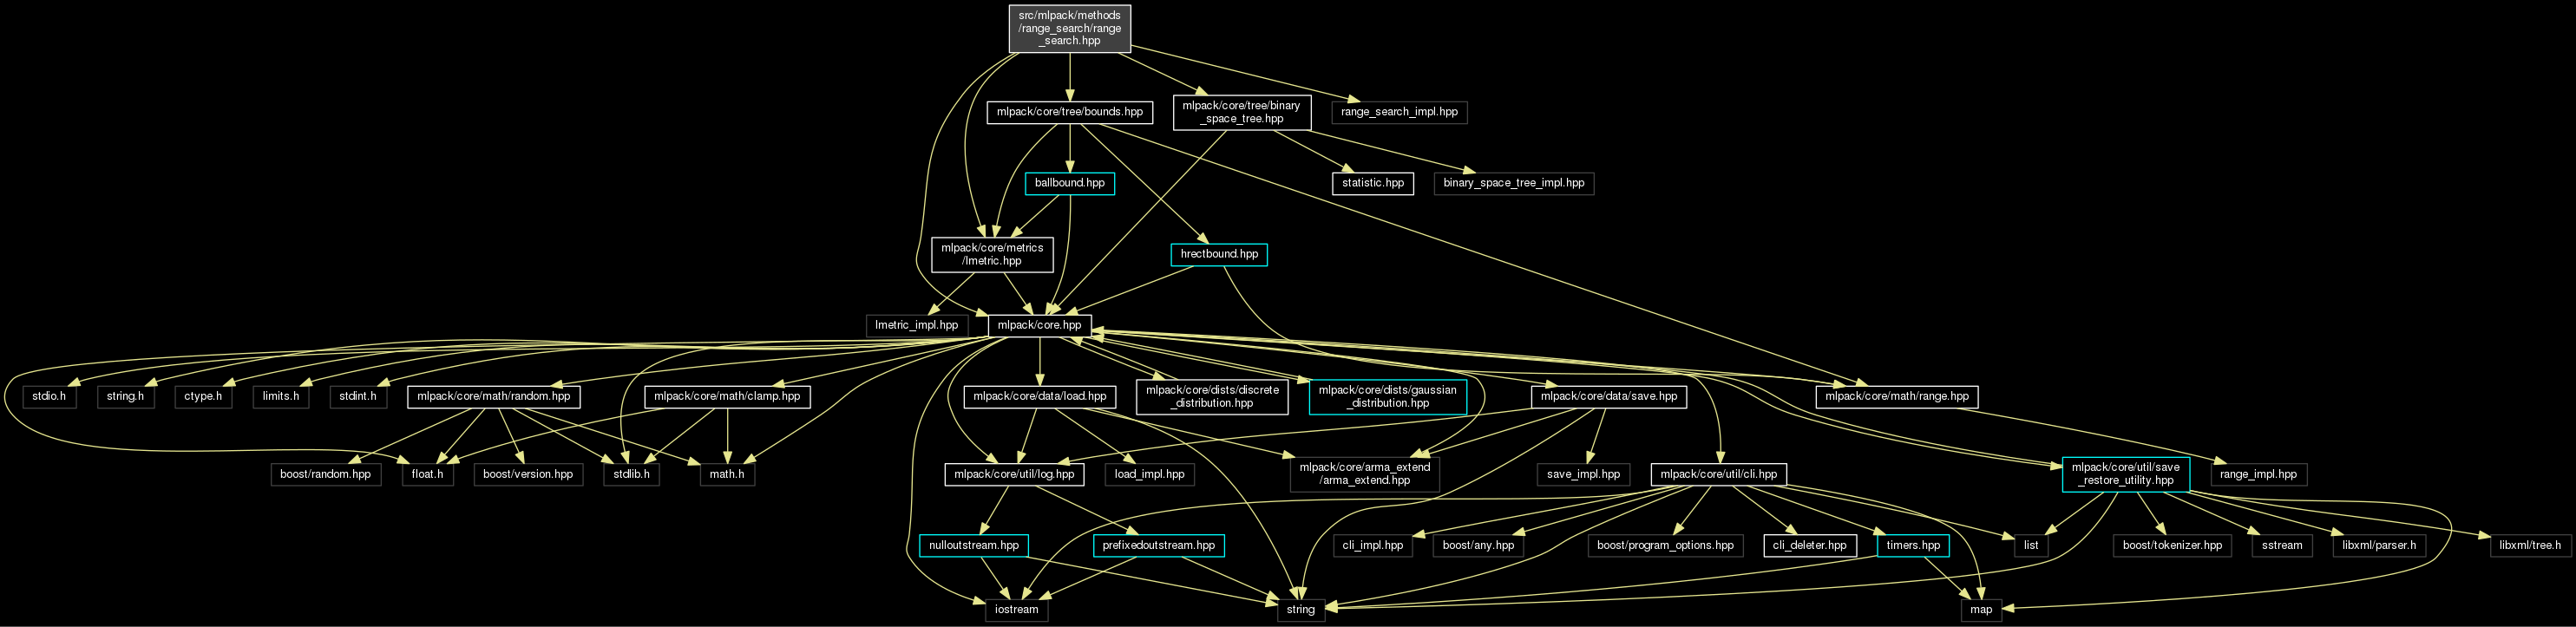 src/mlpack/methods
/range_search/range
_search.hpp
mlpack/core/tree/bounds.hpp
mlpack/core/tree/binary
_space_tree.hpp
range_search_impl.hpp
ballbound.hpp
statistic.hpp
binary_space_tree_impl.hpp
mlpack/core/metrics
/lmetric.hpp
hrectbound.hpp
lmetric_impl.hpp
mlpack/core.hpp
stdio.h
string.h
ctype.h
limits.h
stdint.h
mlpack/core/math/random.hpp
mlpack/core/math/clamp.hpp
mlpack/core/data/load.hpp
mlpack/core/dists/discrete
_distribution.hpp
mlpack/core/dists/gaussian
_distribution.hpp
mlpack/core/data/save.hpp
mlpack/core/math/range.hpp
boost/random.hpp
float.h
boost/version.hpp
stdlib.h
math.h
mlpack/core/util/log.hpp
load_impl.hpp
mlpack/core/arma_extend
/arma_extend.hpp
save_impl.hpp
mlpack/core/util/cli.hpp
mlpack/core/util/save
_restore_utility.hpp
range_impl.hpp
nulloutstream.hpp
prefixedoutstream.hpp
cli_impl.hpp
boost/any.hpp
boost/program_options.hpp
cli_deleter.hpp
timers.hpp
list
boost/tokenizer.hpp
sstream
libxml/parser.h
libxml/tree.h
iostream
string
map